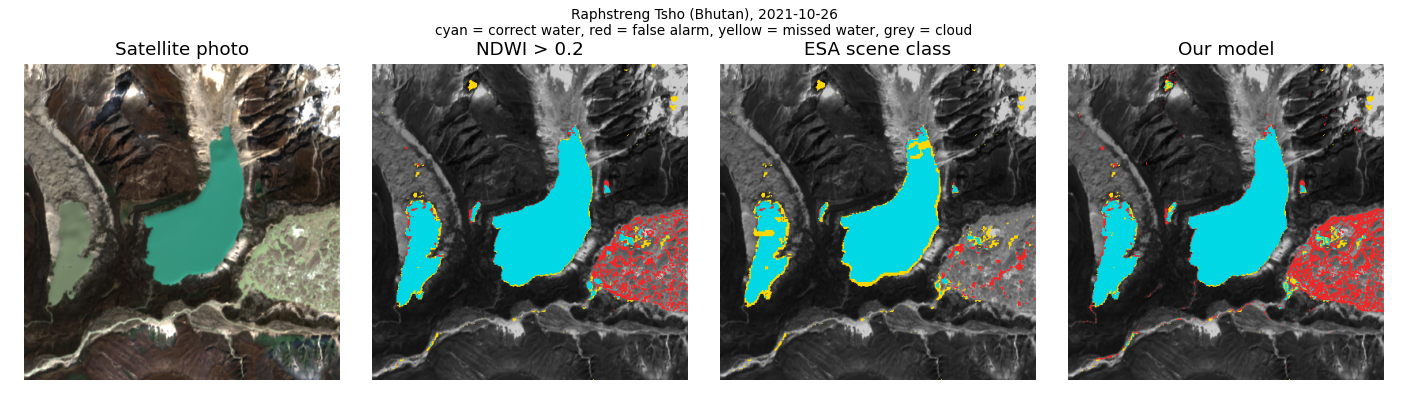 Raphstreng Tsho (Bhutan), 2021-10-26
cyan = correct water, red = false alarm, yellow = missed water, grey = cloud
Satellite photo
NDWI > 0.2
ESA scene class
Our model